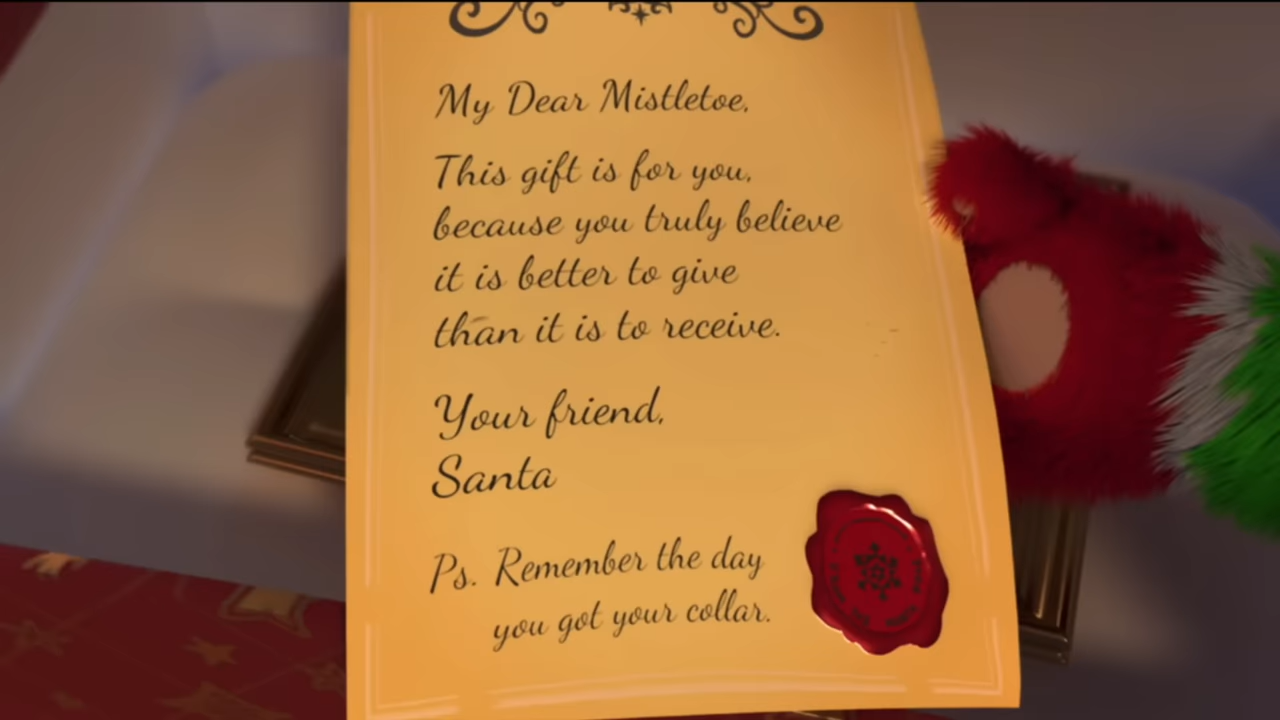 My Dear Mistletoe,
This gift is for you,
because you truly believe
it is better to give
than it is to receive.
Your friend,
Santa
Ps. Remember the day
you got your collar.